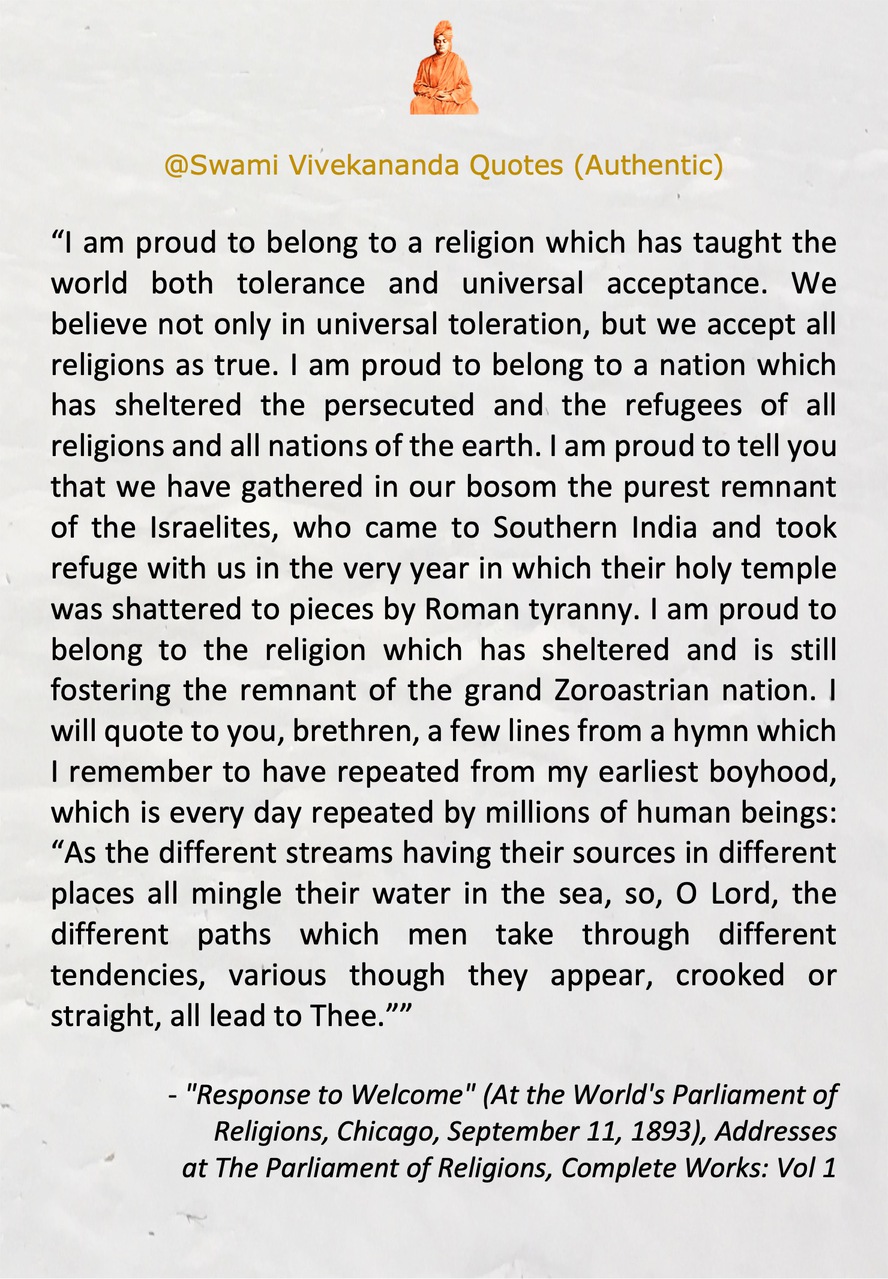 @Swami Vivekananda Quotes (Authentic)
“I am proud to belong to a religion which has taught the
world both tolerance and universal acceptance. We
believe not only in universal toleration, but we accept all
religions as true. I am proud to belong to a nation which
has sheltered the persecuted and the refugees of all
religions and all nations of the earth. I am proud to tell you
that we have gathered in our bosom the purest remnant
of the Israelites, who came to Southern India and took
refuge with us in the very year in which their holy temple
was shattered to pieces by Roman tyranny. I am proud to
belong to the religion which has sheltered and is still
fostering the remnant of the grand Zoroastrian nation. I
will quote to you, brethren, a few lines from a hymn which
I remember to have repeated from my earliest boyhood,
which is every day repeated by millions of human beings:
“As the different streams having their sources in different
places all mingle their water in the sea, so, O Lord, the
different paths which men take through different
tendencies, various though they appear, crooked or
straight, all lead to Thee.””
- "Response to Welcome" (At the World's Parliament of
Religions, Chicago, September 11, 1893), Addresses
at The Parliament of Religions, Complete Works: Vol 1